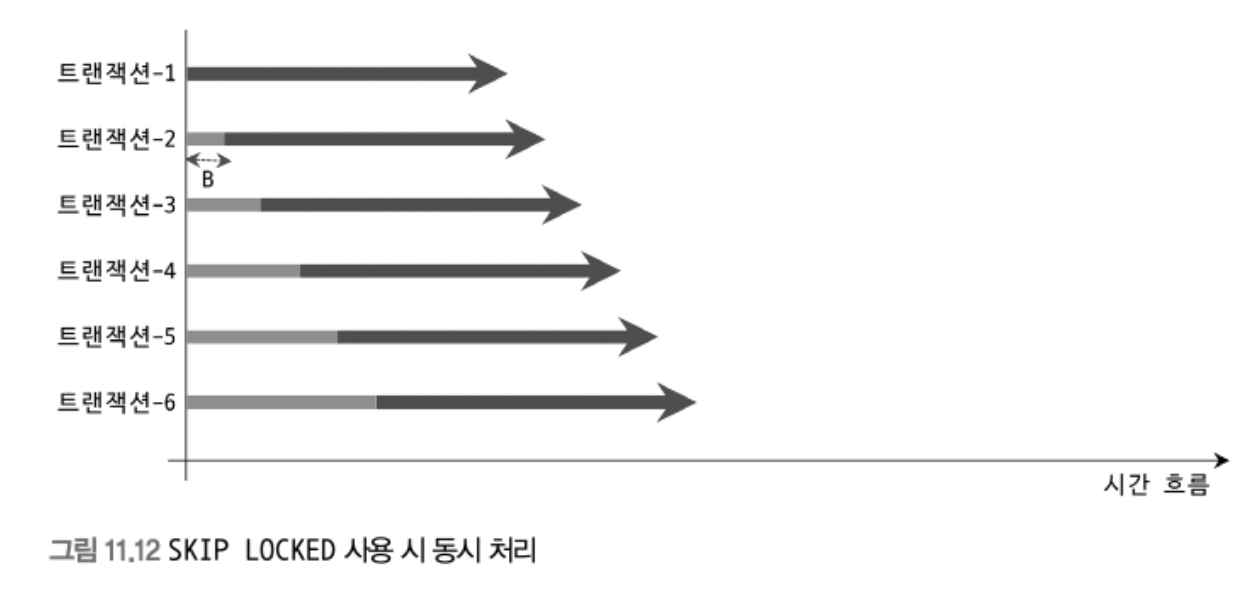 트랜잭션-1
트랜잭션-2
B
트랜잭션-3
트랜잭션-4
트랜잭션-5
트랜잭션-6
시간 흐름
그림 11.12 SKIP LOCKED 사용 시 동시 처리